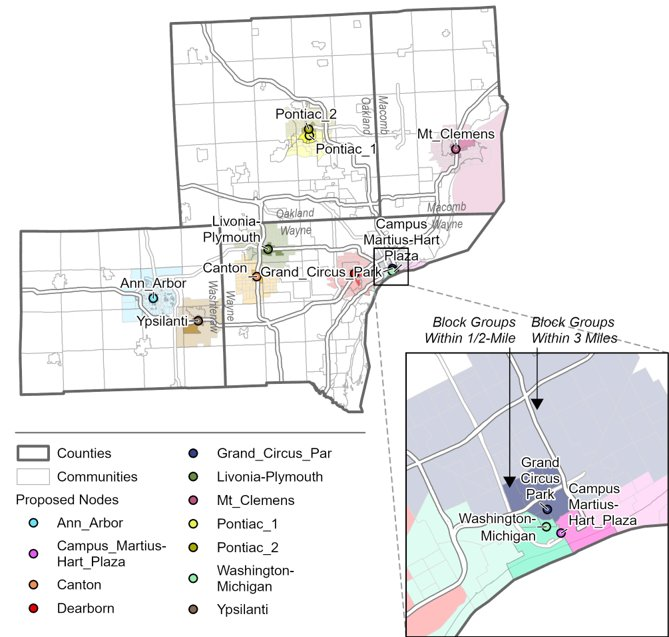 Pontiac_2
Pontiac_1
Oakland
Macomb
Mt_Clemens
Macomb
Wayne
Oakland
Wayne
Livonia-
Plymouth
Campus
Martius-Hart
Plaza
Canton
Grand_Circus_Park
Ann_Arbor
Ypsilanti
Washtenaw
Wayne
Block Groups
Within 1/2-Mile
Block Groups
Within 3 Miles
Grand
Circus
Park
Campus
Martius-
Hart_Plaza
Washington-
Michigan
Counties
Communities
Proposed Nodes
Ann_Arbor
Campus_Martius-
Hart_Plaza
Canton
Dearborn
Grand_Circus_Par
Livonia-Plymouth
Mt_Clemens
Pontiac_1
Pontiac_2
Washington-
Michigan
Ypsilanti